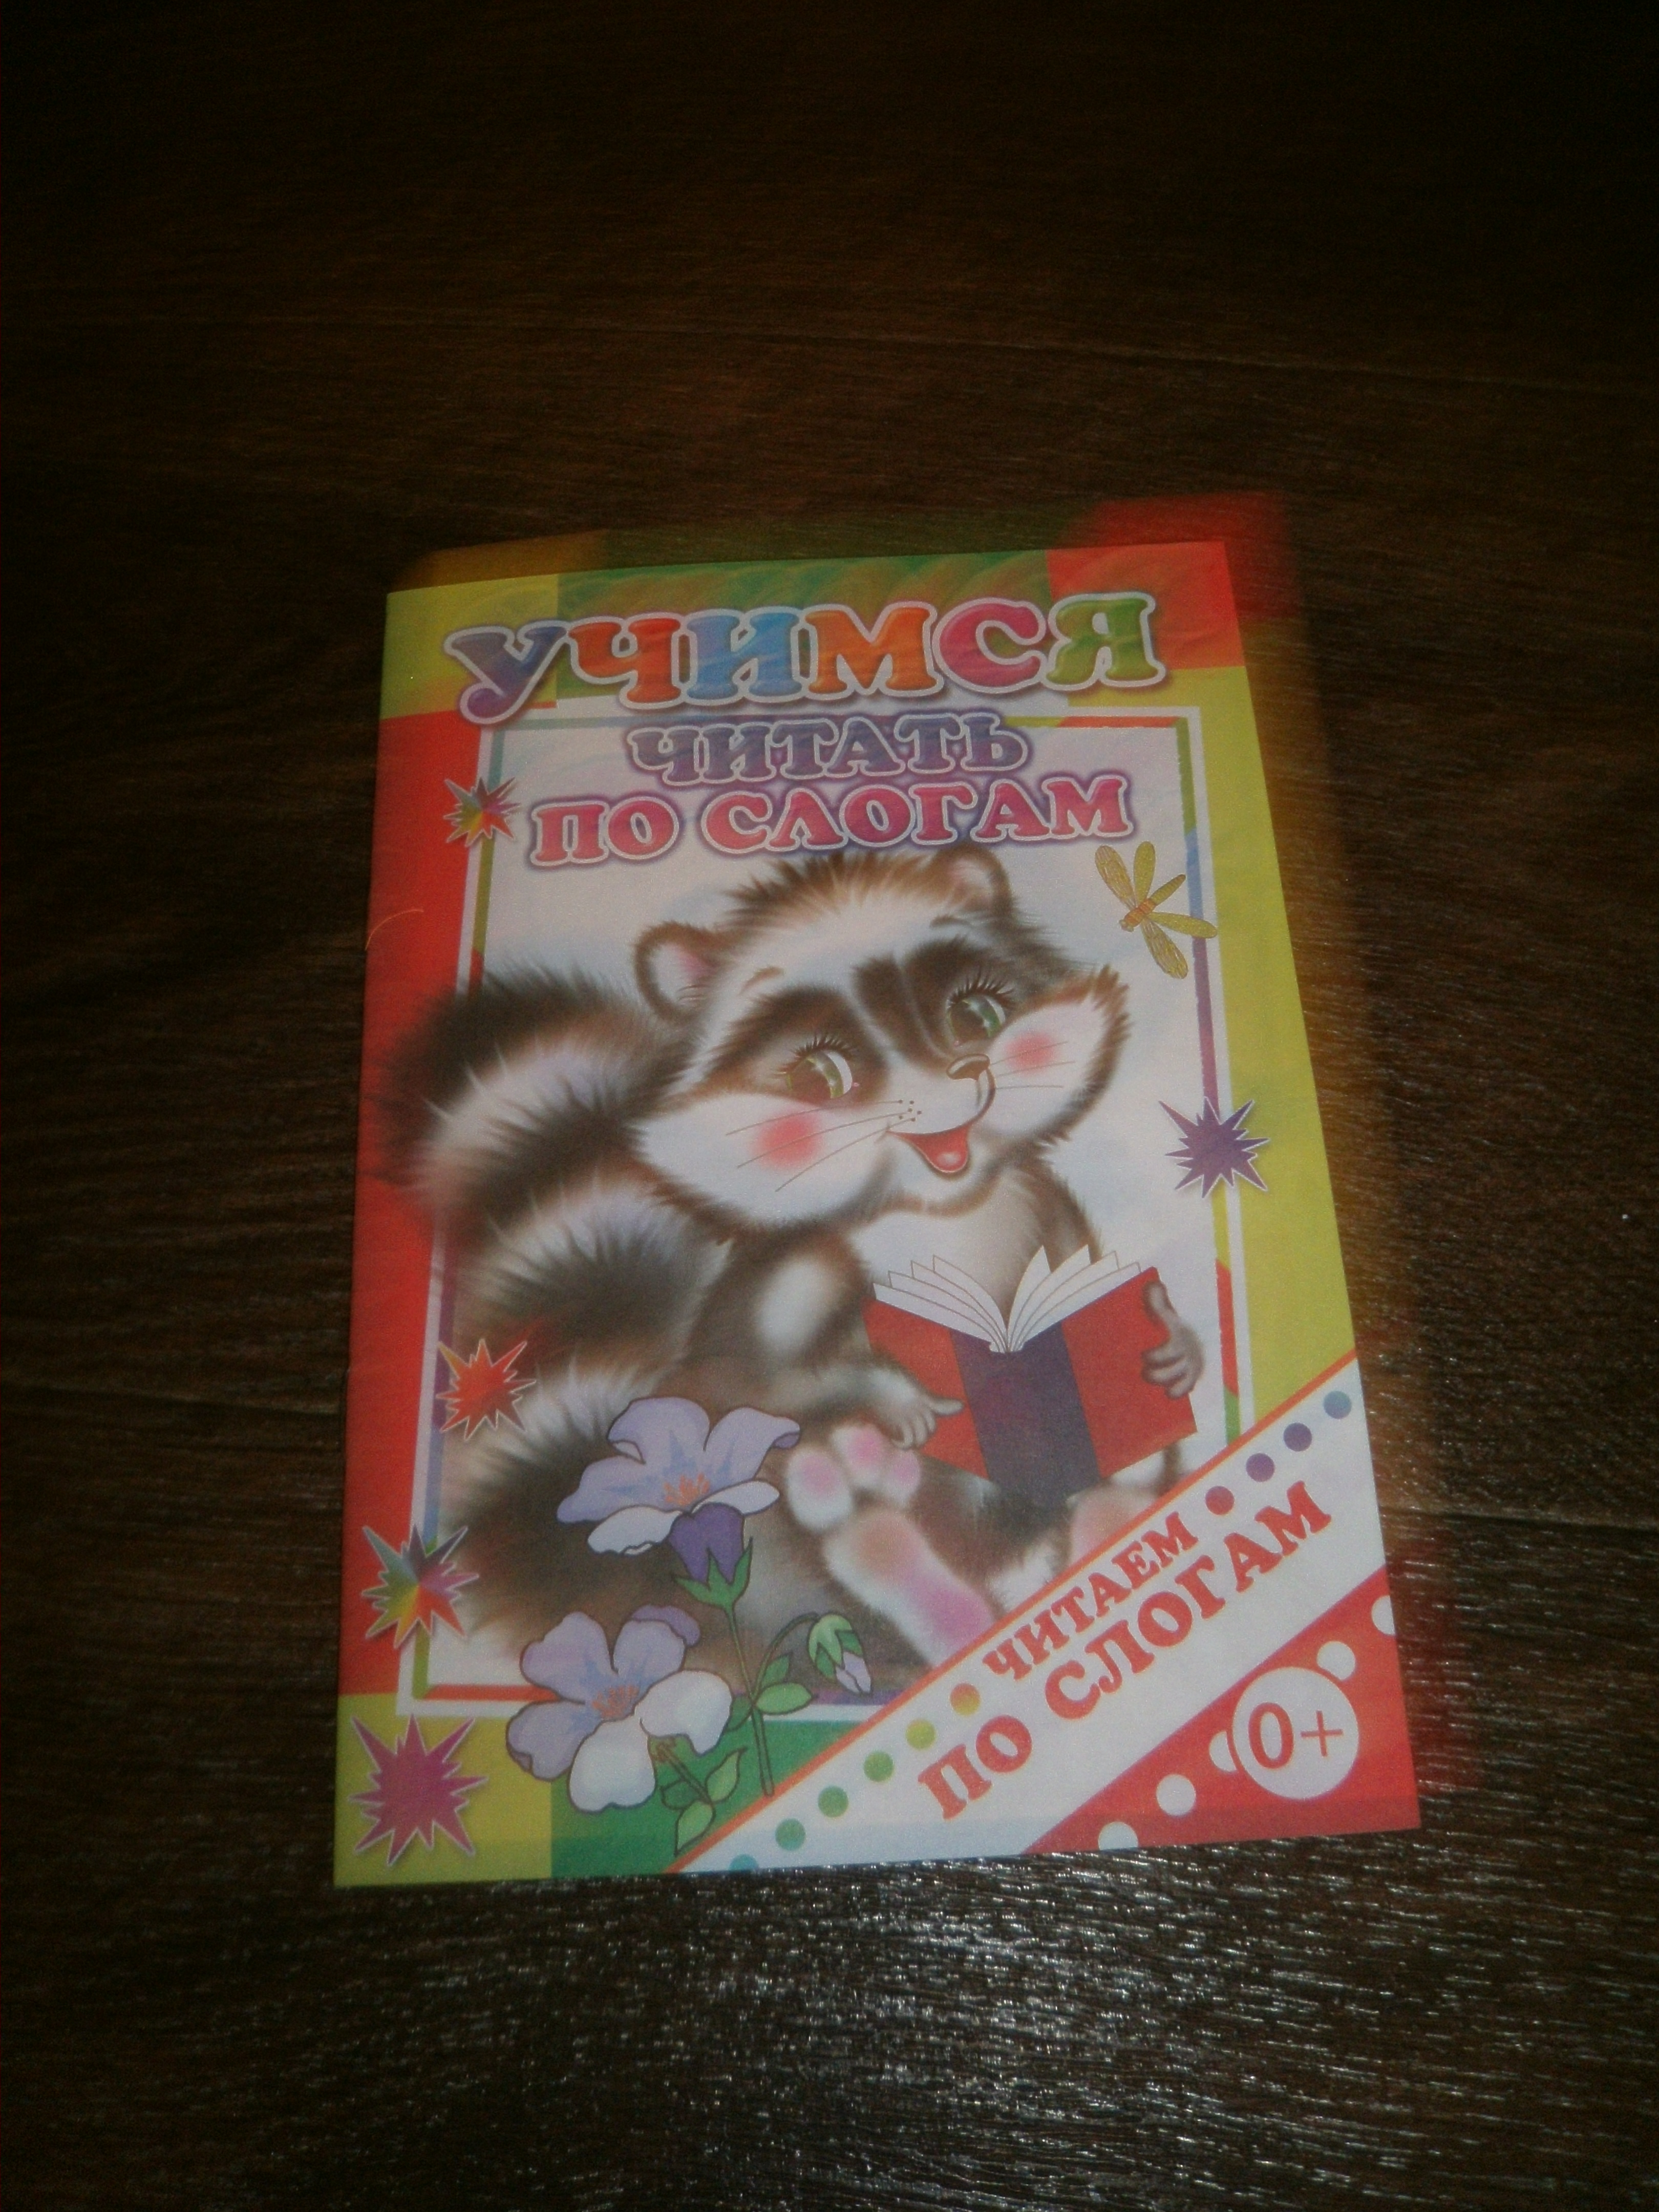 УЧИМСЯ
ЧИТАТЬ
ПО СЛОГАМ
ЧИТАЕМ
ПО СЛОГАМ
0+